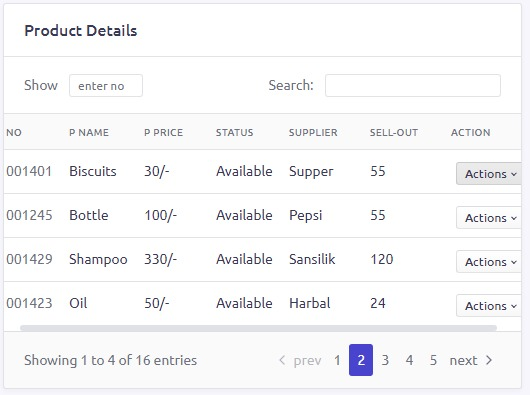 Product Details
Show enter no Search:
NO P NAME P PRICE STATUS SUPPLIER SELL-OUT ACTION
001401 Biscuits 30/- Available Supper 55 Actions
001245 Bottle 100/- Available Pepsi 55 Actions
001429 Shampoo 330/- Available Sansilik 120 Actions
001423 Oil 50/- Available Harbal 24 Actions
Showing 1 to 4 of 16 entries prev 1 2 3 4 5 next